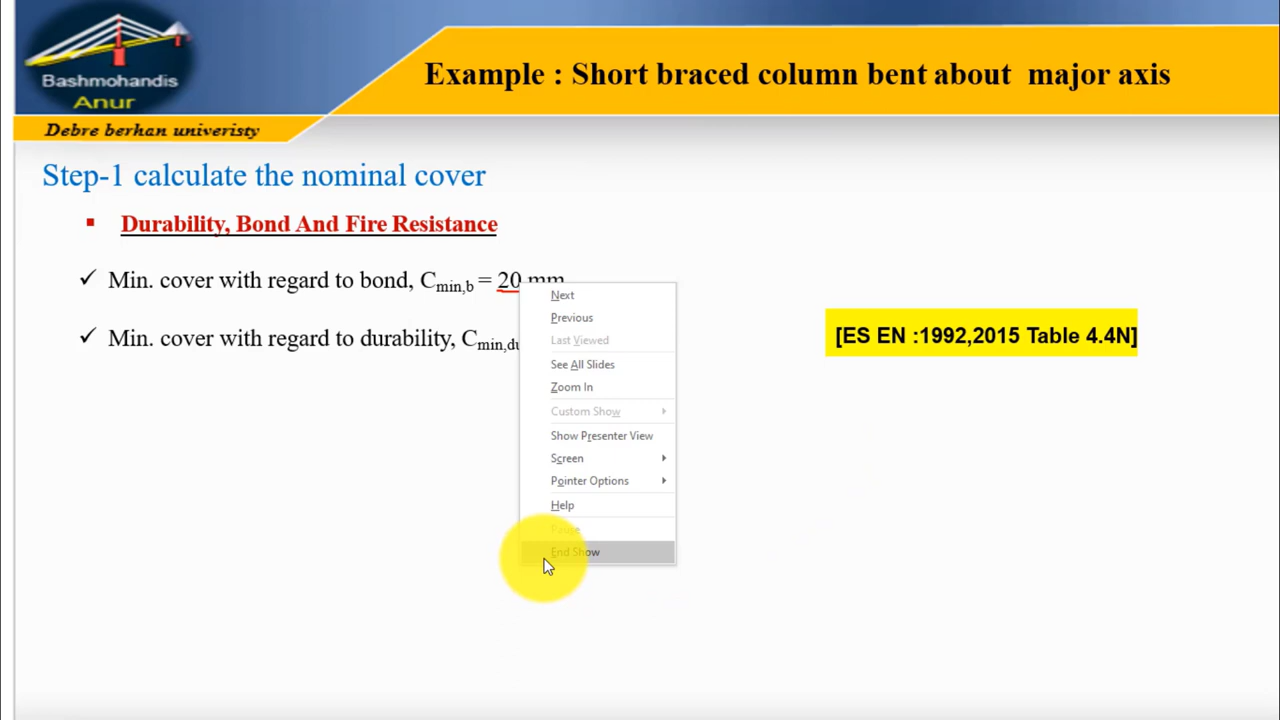 Bashmohandis
Anur
Debre berhan univeristy
Example : Short braced column bent about major axis
Step-1 calculate the nominal cover
Durability, Bond And Fire Resistance
Min. cover with regard to bond, Cmin,b = 20 mm
Min. cover with regard to durability, Cmin,du
[ES EN :1992,2015 Table 4.4N]
Next
Previous
Last Viewed
See All Slides
Zoom In
Custom Show
Show Presenter View
Screen
Pointer Options
Help
Pause
End Show